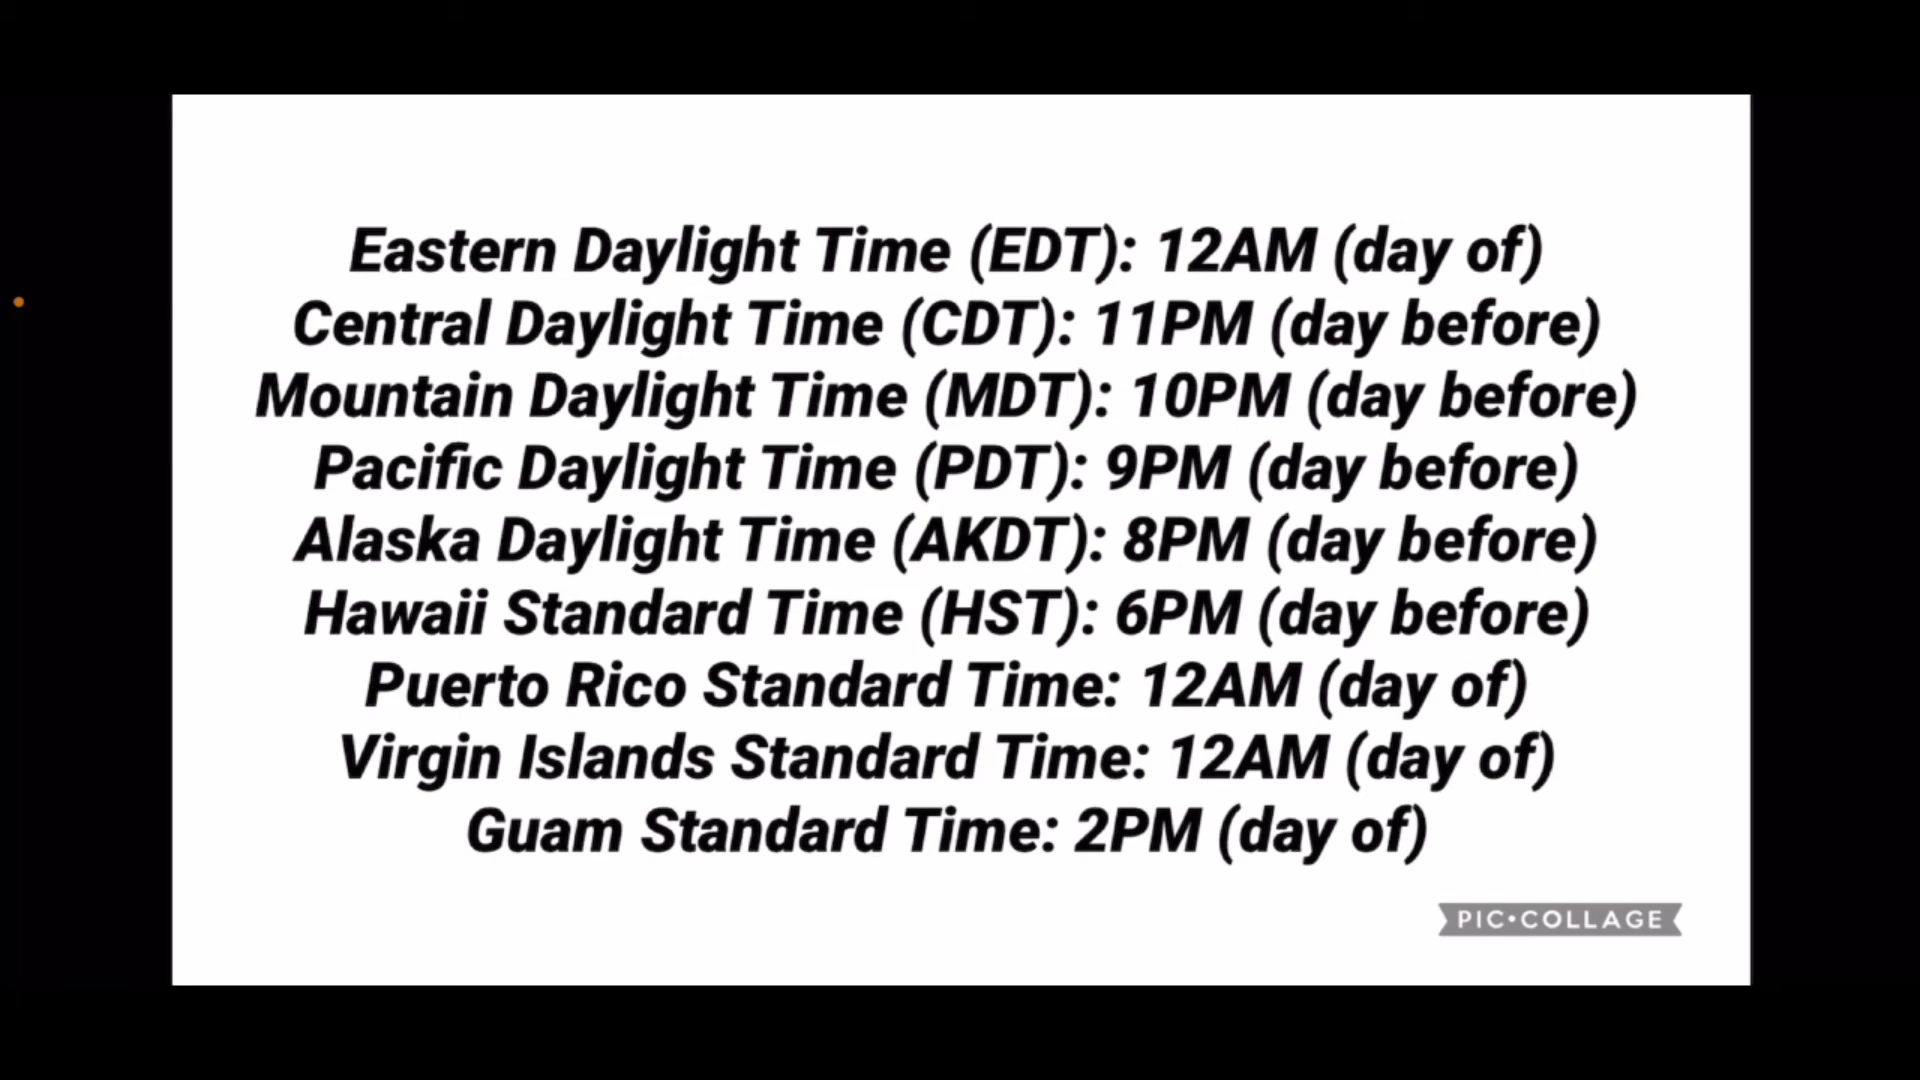 Eastern Daylight Time (EDT): 12AM (day of)
Central Daylight Time (CDT): 11PM (day before)
Mountain Daylight Time (MDT): 10PM (day before)
Pacific Daylight Time (PDT): 9PM (day before)
Alaska Daylight Time (AKDT): 8PM (day before)
Hawaii Standard Time (HST): 6PM (day before)
Puerto Rico Standard Time: 12AM (day of)
Virgin Islands Standard Time: 12AM (day of)
Guam Standard Time: 2PM (day of)
PIC•COLLAGE